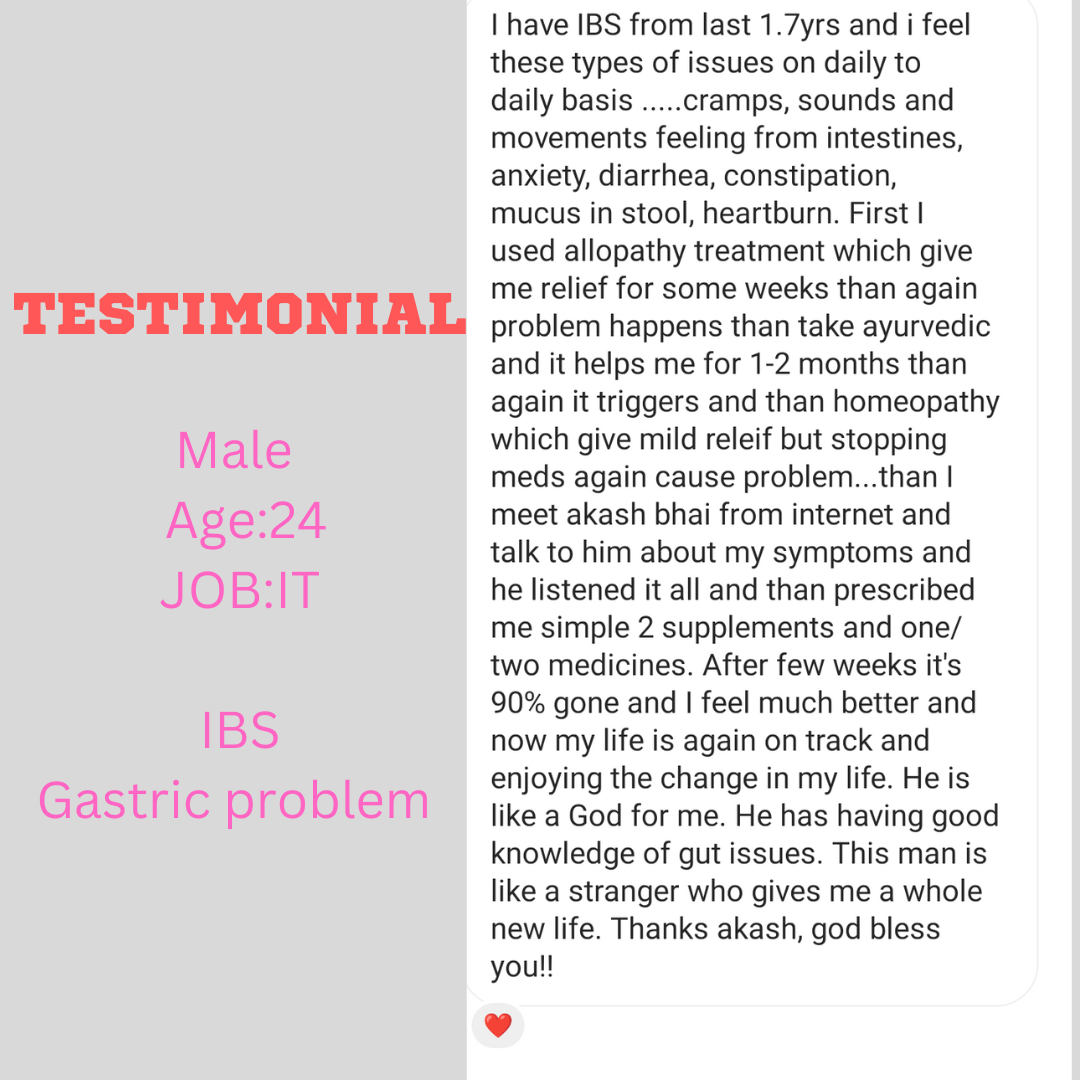 TESTIMONIAL
Male
Age:24
JOB:IT
IBS
Gastric problem
I have IBS from last 1.7yrs and i feel
these types of issues on daily to
daily basis .....cramps, sounds and
movements feeling from intestines,
anxiety, diarrhea, constipation,
mucus in stool, heartburn. First I
used allopathy treatment which give
me relief for some weeks than again
problem happens than take ayurvedic
and it helps me for 1-2 months than
again it triggers and than homeopathy
which give mild releif but stopping
meds again cause problem...than I
meet akash bhai from internet and
talk to him about my symptoms and
he listened it all and than prescribed
me simple 2 supplements and one/
two medicines. After few weeks it's
90% gone and I feel much better and
now my life is again on track and
enjoying the change in my life. He is
like a God for me. He has having good
knowledge of gut issues. This man is
like a stranger who gives me a whole
new life. Thanks akash, god bless
you!!